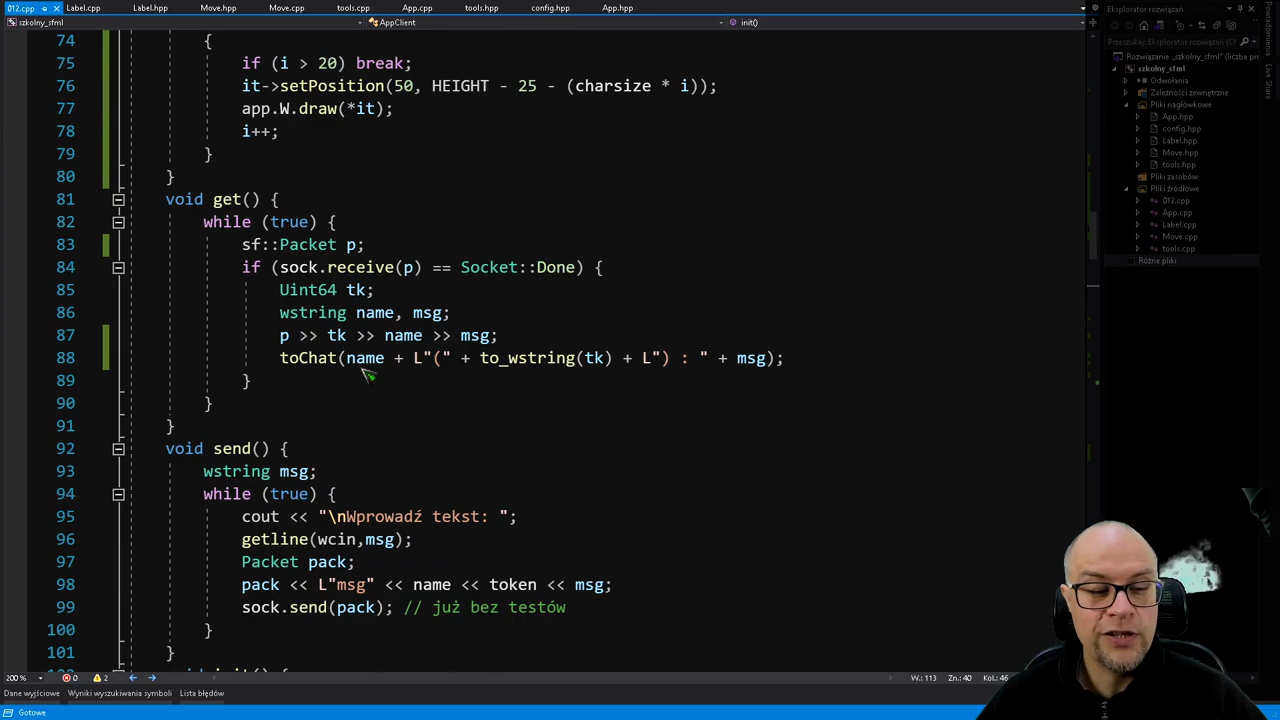 012.cpp
Label.cpp
Label.hpp
Move.hpp
Move.cpp
tools.cpp
App.cpp
tools.hpp
config.hpp
App.hpp
szkolny_sfml
AppClient
init()
74 {
75 if (i > 20) break;
76 it->setPosition(50, HEIGHT - 25 - (charsize * i));
77 app.W.draw(*it);
78 i++;
79 }
80 }
81 void get() {
82 while (true) {
83 sf::Packet p;
84 if (sock.receive(p) == Socket::Done) {
85 Uint64 tk;
86 wstring name, msg;
87 p >> tk >> name >> msg;
88 toChat(name + L"(" + to_wstring(tk) + L") : " + msg);
89 }
90 }
91 }
92 void send() {
93 wstring msg;
94 while (true) {
95 cout << "\nWprowadź tekst: ";
96 getline(wcin,msg);
97 Packet pack;
98 pack << L"msg" << name << token << msg;
99 sock.send(pack); // już bez testów
100 }
101 }
200 %
0
2
W.: 113
Zn.: 40
Kol.: 46
Dane wyjściowe
Wyniki wyszukiwania symboli
Lista błędów
Gotowe
Eksplorator rozwiązań
Przeszukaj: Eksplorator rozwiązań (
Rozwiązanie „szkolny_sfml” (liczba pr
szkolny_sfml
Odwołania
Zależności zewnętrzne
Pliki nagłówkowe
App.hpp
config.hpp
Label.hpp
Move.hpp
tools.hpp
Pliki zasobów
Pliki źródłowe
012.cpp
App.cpp
Label.cpp
Move.cpp
tools.cpp
Różne pliki
Powiadomienia
Live Share